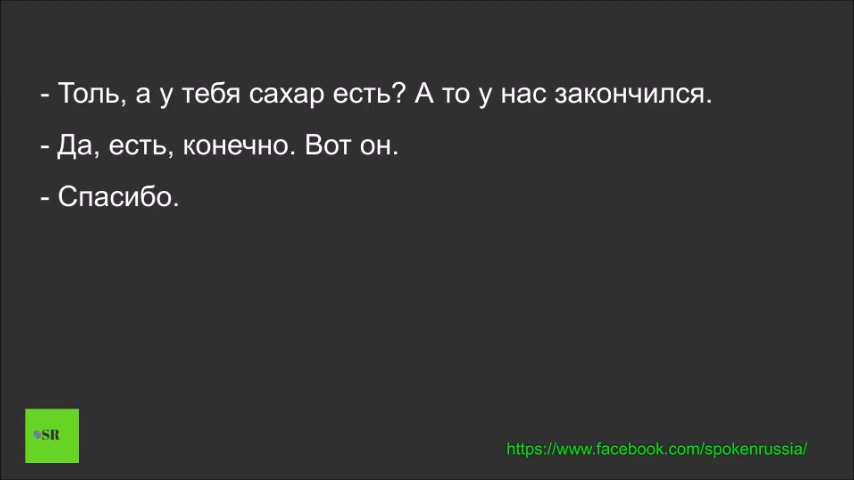 - Толь, а у тебя сахар есть? А то у нас закончился.
- Да, есть, конечно. Вот он.
- Спасибо.
SR
https://www.facebook.com/spokenrussia/